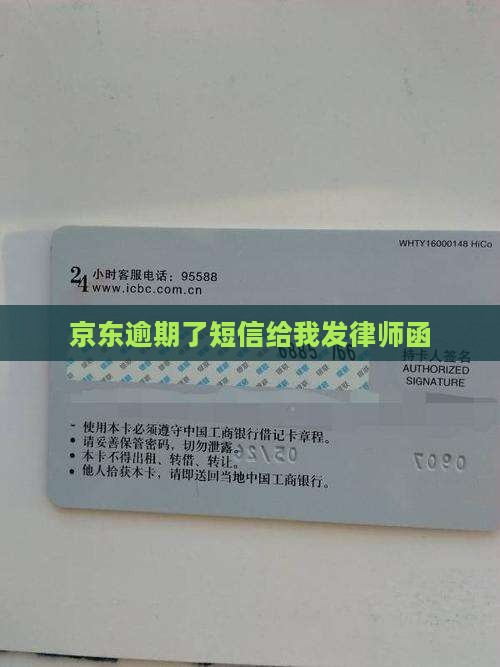 WHTY16000148 HiCo
24小时客服电话：95588
www.icbc.com.cn
京东逾期了短信给我发律师函
持卡人签名
AUTHORIZED
SIGNATURE
- 使用本卡必须遵守中国工商银行借记卡章程。
• 请妥善保管密码，切勿泄露。
• 本卡不得出租、转借、转让。
• 他人拾获本卡，请即送回当地中国工商银行。
05/26
0907